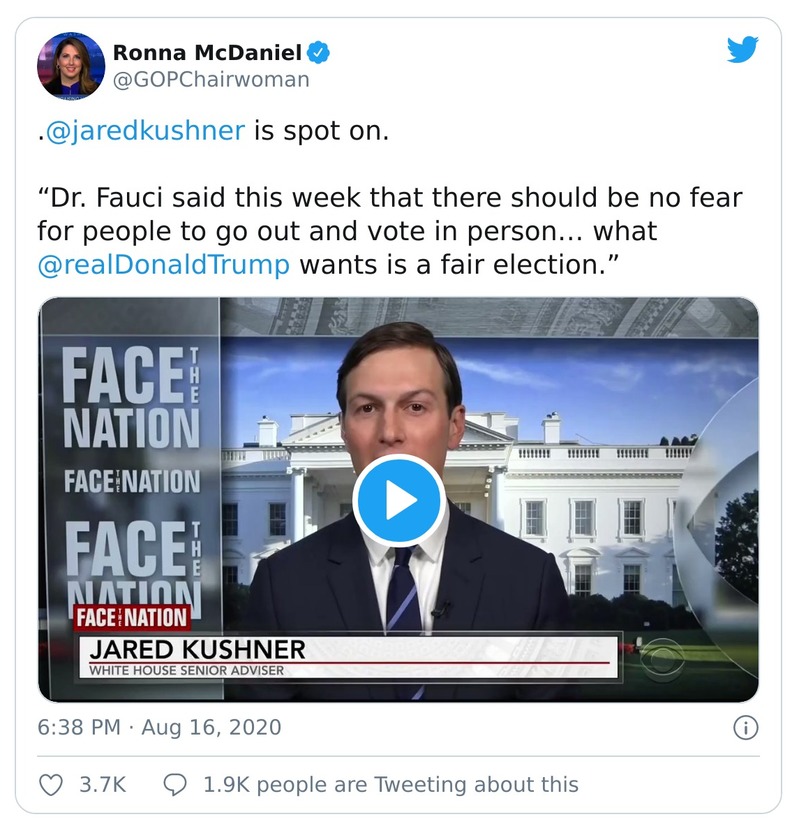 Ronna McDaniel
@GOPChairwoman
.@jaredkushner is spot on.
“Dr. Fauci said this week that there should be no fear
for people to go out and vote in person… what
@realDonaldTrump wants is a fair election.”
FACE THE
NATION
FACE THE NATION
FACE THE
NATION
FACE THE NATION
JARED KUSHNER
WHITE HOUSE SENIOR ADVISER
6:38 PM · Aug 16, 2020
3.7K 1.9K people are Tweeting about this